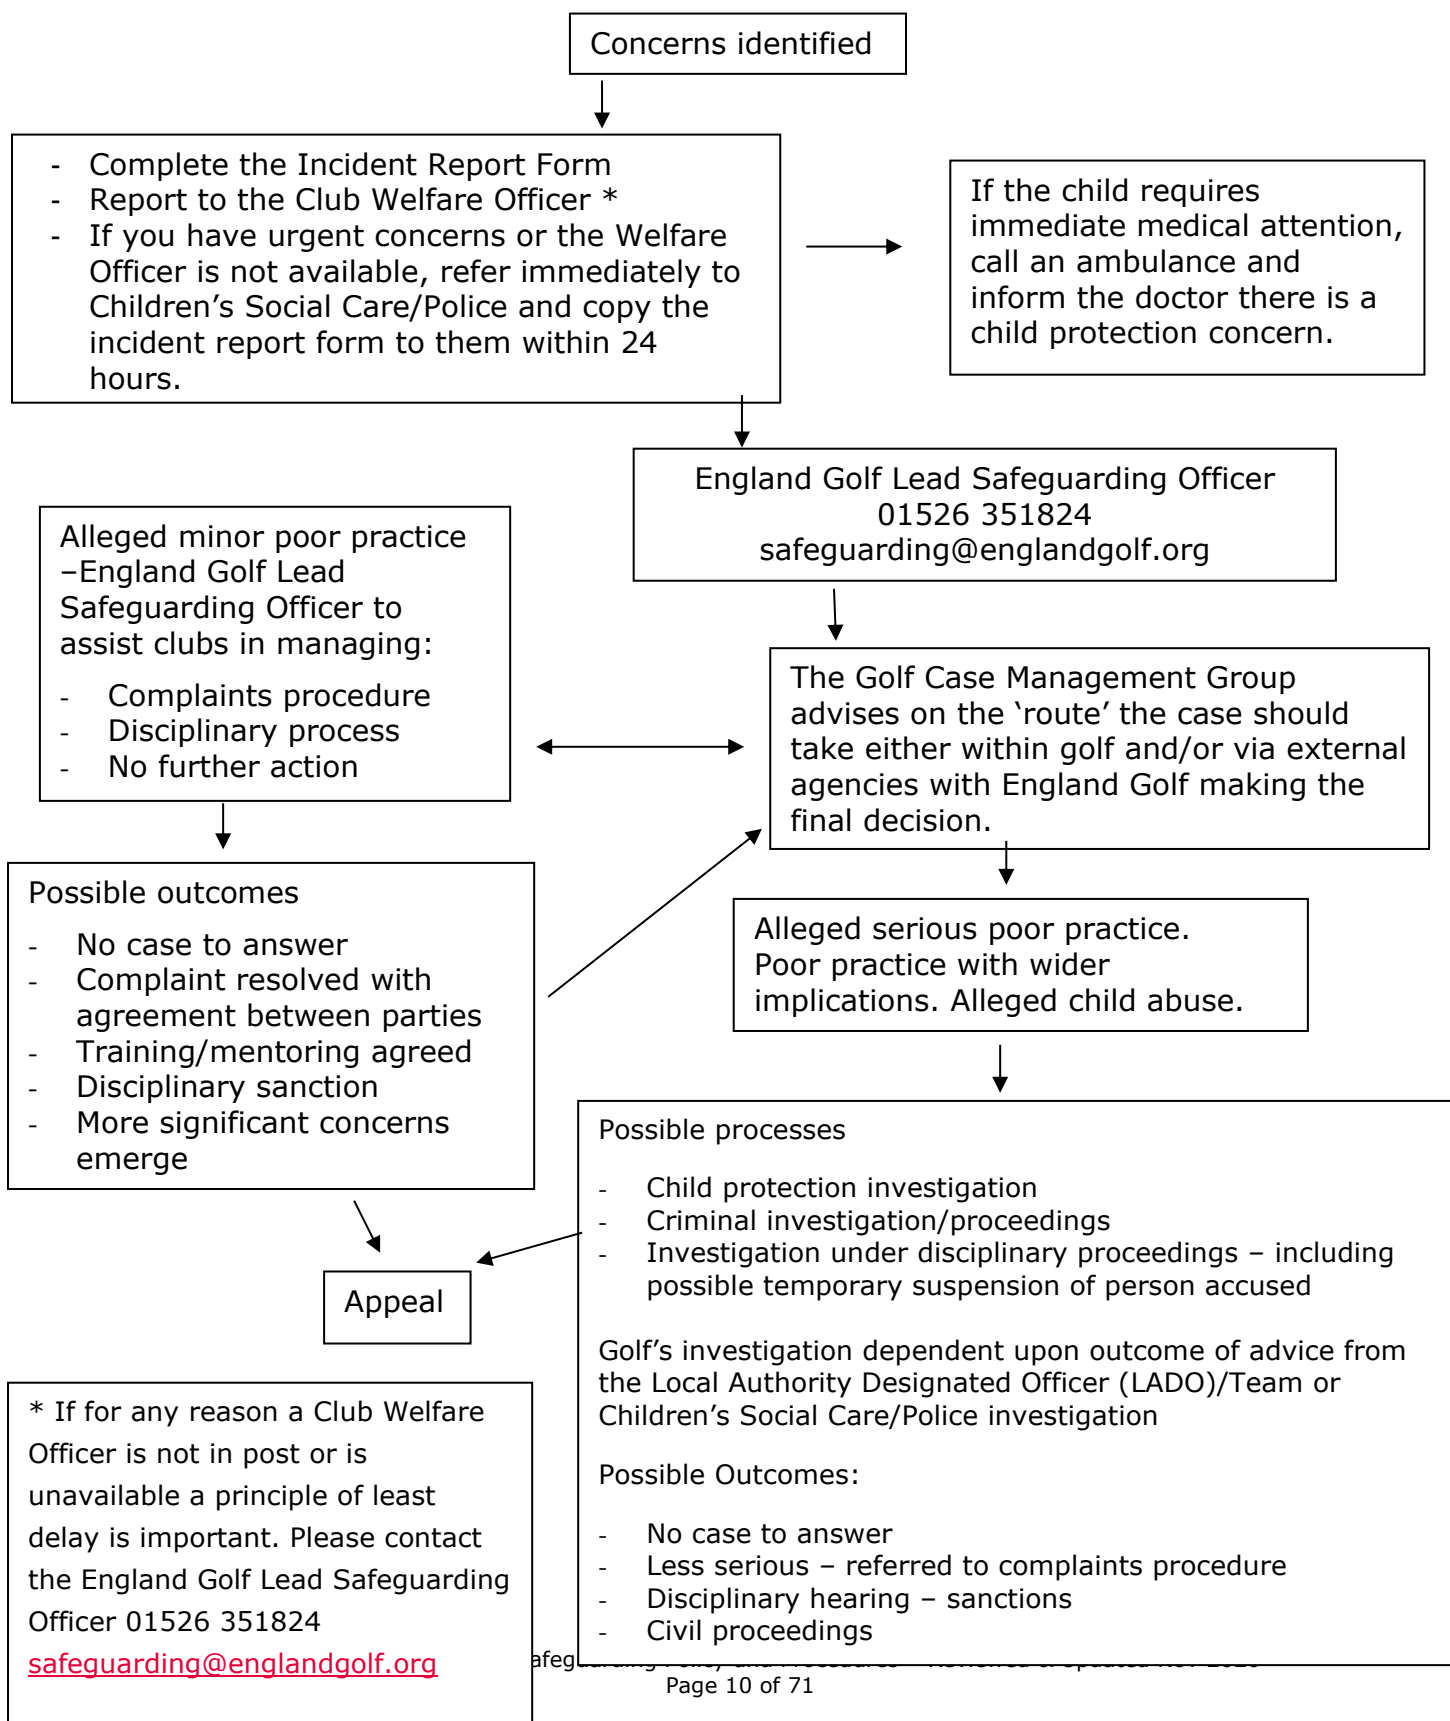 Concerns identified
- Complete the Incident Report Form
- Report to the Club Welfare Officer *
- If you have urgent concerns or the Welfare
Officer is not available, refer immediately to
Children’s Social Care/Police and copy the
incident report form to them within 24
hours.
If the child requires
immediate medical attention,
call an ambulance and
inform the doctor there is a
child protection concern.
England Golf Lead Safeguarding Officer
01526 351824
safeguarding@englandgolf.org
Alleged minor poor practice
–England Golf Lead
Safeguarding Officer to
assist clubs in managing:
- Complaints procedure
- Disciplinary process
- No further action
The Golf Case Management Group
advises on the ‘route’ the case should
take either within golf and/or via external
agencies with England Golf making the
final decision.
Possible outcomes
- No case to answer
- Complaint resolved with
agreement between parties
- Training/mentoring agreed
- Disciplinary sanction
- More significant concerns
emerge
Alleged serious poor practice.
Poor practice with wider
implications. Alleged child abuse.
Possible processes
- Child protection investigation
- Criminal investigation/proceedings
- Investigation under disciplinary proceedings – including
possible temporary suspension of person accused
Golf’s investigation dependent upon outcome of advice from
the Local Authority Designated Officer (LADO)/Team or
Children’s Social Care/Police investigation
Possible Outcomes:
- No case to answer
- Less serious – referred to complaints procedure
- Disciplinary hearing – sanctions
- Civil proceedings
Appeal
* If for any reason a Club Welfare
Officer is not in post or is
unavailable a principle of least
delay is important. Please contact
the England Golf Lead Safeguarding
Officer 01526 351824
safeguarding@englandgolf.org
Page 10 of 71